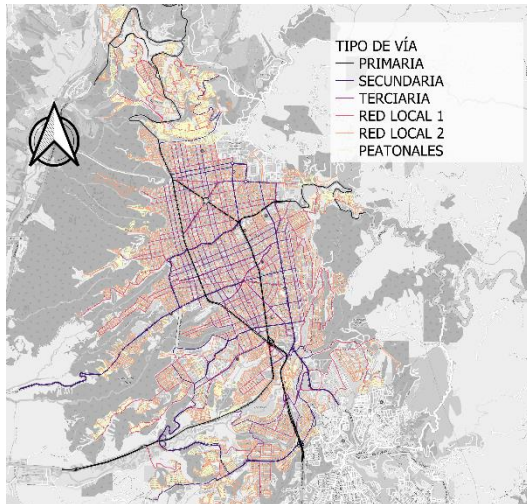 TIPO DE VÍA
PRIMARIA
SECUNDARIA
TERCIARIA
RED LOCAL 1
RED LOCAL 2
PEATONALES